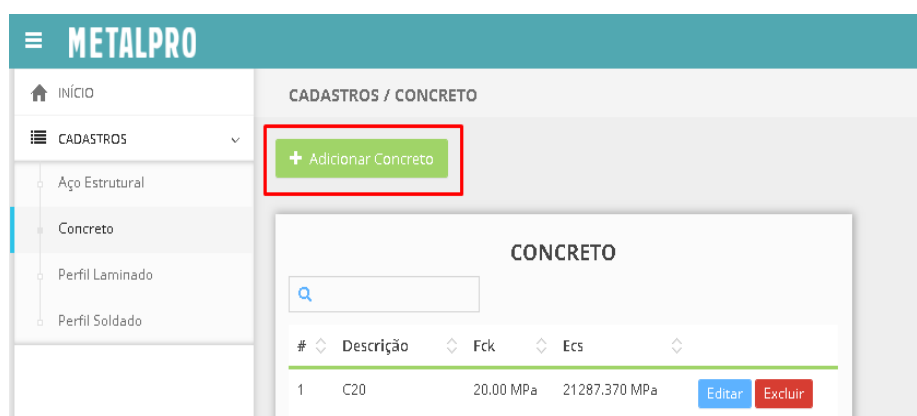 METALPRO
INÍCIO
CADASTROS
Aço Estrutural
Concreto
Perfil Laminado
Perfil Soldado
CADASTROS / CONCRETO
+ Adicionar Concreto
CONCRETO
# Descrição Fck Ecs
1 C20 20.00 MPa 21287.370 MPa Editar Excluir